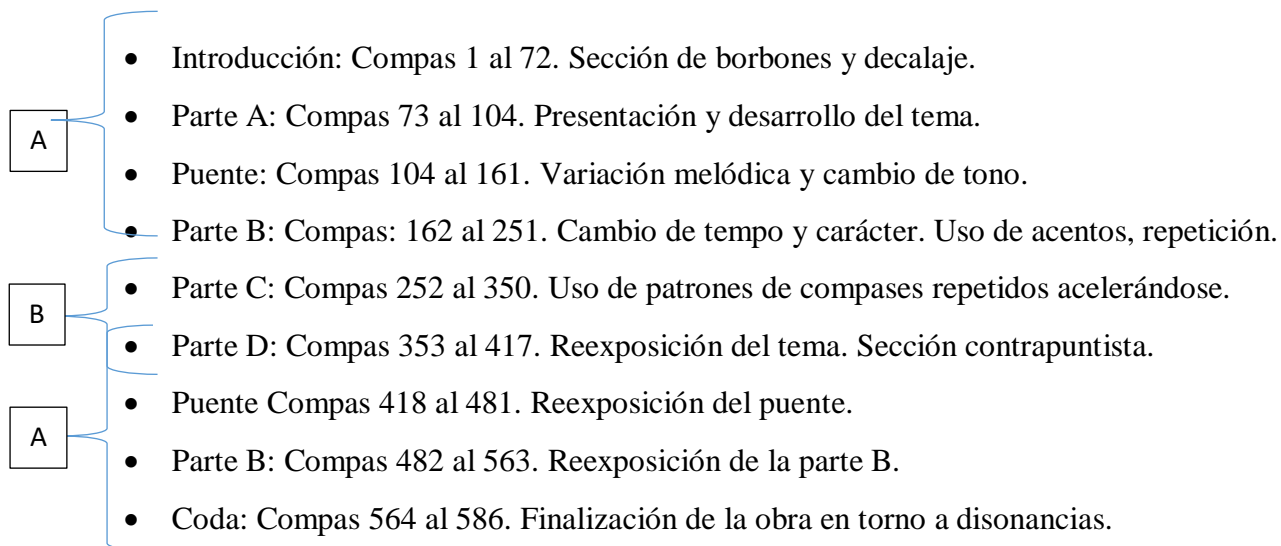 • Introducción: Compas 1 al 72. Sección de borbones y decalaje.
A
• Parte A: Compas 73 al 104. Presentación y desarrollo del tema.
• Puente: Compas 104 al 161. Variación melódica y cambio de tono.
• Parte B: Compas: 162 al 251. Cambio de tempo y carácter. Uso de acentos, repetición.
B
• Parte C: Compas 252 al 350. Uso de patrones de compases repetidos acelerándose.
• Parte D: Compas 353 al 417. Reexposición del tema. Sección contrapuntista.
A
• Puente Compas 418 al 481. Reexposición del puente.
• Parte B: Compas 482 al 563. Reexposición de la parte B.
• Coda: Compas 564 al 586. Finalización de la obra en torno a disonancias.